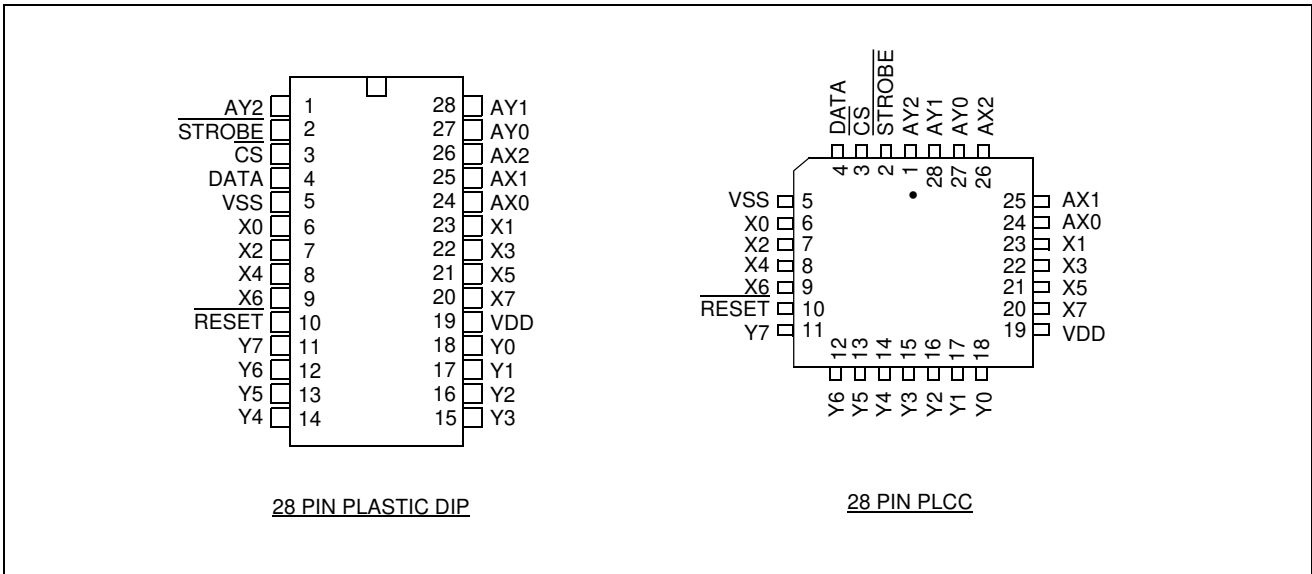 AY2 1 28 AY1
STROBE 2 27 AY0
CS 3 26 AX2
DATA 4 25 AX1
VSS 5 24 AX0
X0 6 23 X1
X2 7 22 X3
X4 8 21 X5
X6 9 20 X7
RESET 10 19 VDD
Y7 11 18 Y0
Y6 12 17 Y1
Y5 13 16 Y2
Y4 14 15 Y3
28 PIN PLASTIC DIP
DATA CS STROBE AY2 AY1 AY0 AX2
4 3 2 1 28 27 26
VSS 5 25 AX1
X0 6 24 AX0
X2 7 23 X1
X4 8 22 X3
X6 9 21 X5
RESET 10 20 X7
Y7 11 19 VDD
12 13 14 15 16 17 18
Y6 Y5 Y4 Y3 Y2 Y1 Y0
28 PIN PLCC